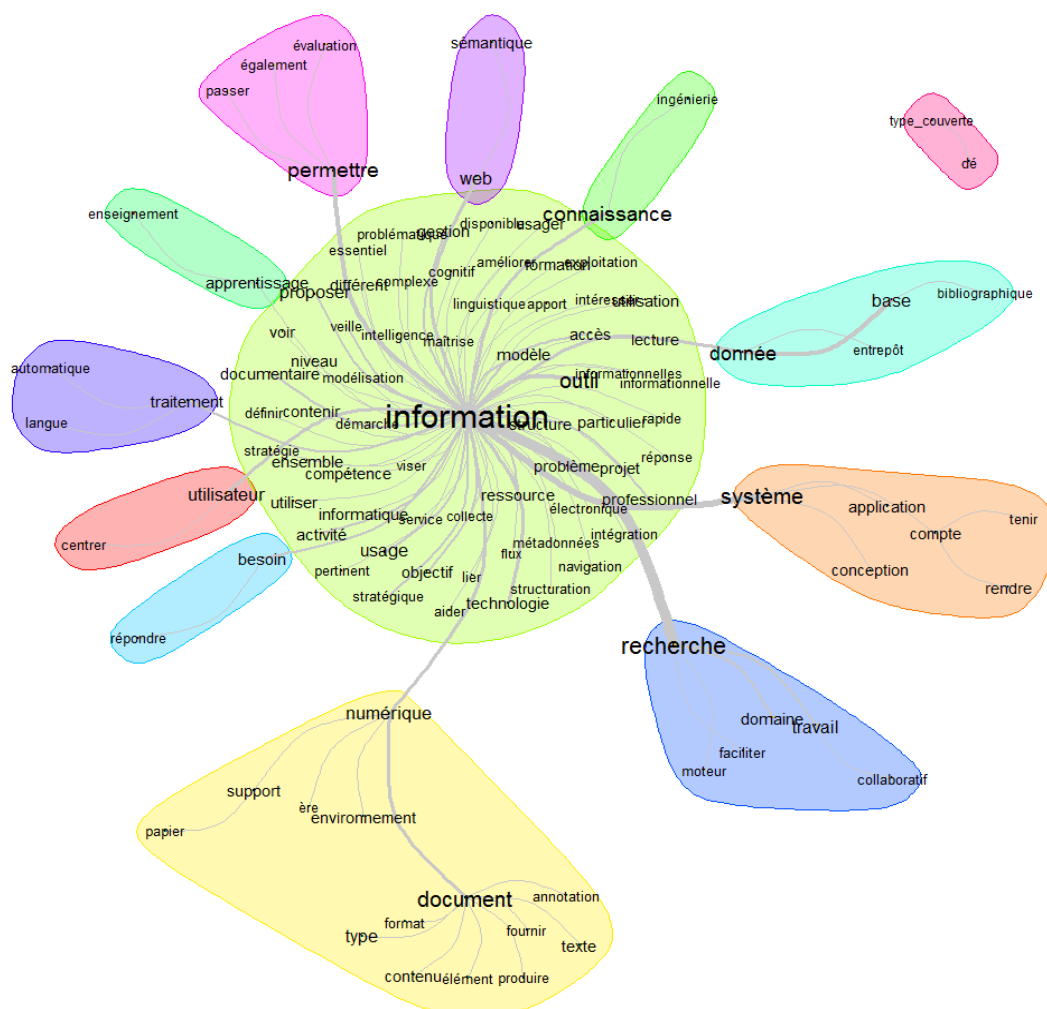 sémantique
évaluation
également
passer
ingénierie
type_couverte
dé
permettre
web
connaissance
enseignement
disponible
usager
problématique
gestion
essentiel
améliorer
formation
exploitation
cognitif
apprentissage
proposer
différent
complexe
base
bibliographique
linguistique
apport
intéresser
utilisation
voir
veille
intelligence
maîtrise
accès
lecture
entrepôt
modèle
donnée
niveau
automatique
documentaire
modélisation
outil
informationnelles
informationnelle
traitement
définir
contenir
information
langue
démarche
structure
particulier
rapide
stratégie
ensemble
compétence
viser
problème
projet
réponse
utilisateur
utiliser
ressource
professionnel
système
électronique
application
tenir
informatique
service
collecte
activité
intégration
compte
centrer
besoin
usage
flux
métadonnées
pertinent
objectif
lier
navigation
conception
stratégique
structuration
rendre
aider
technologie
répondre
recherche
numérique
domaine
travail
faciliter
moteur
collaboratif
support
ère
environnement
papier
document
annotation
format
fournir
type
texte
contenu
élément
produire